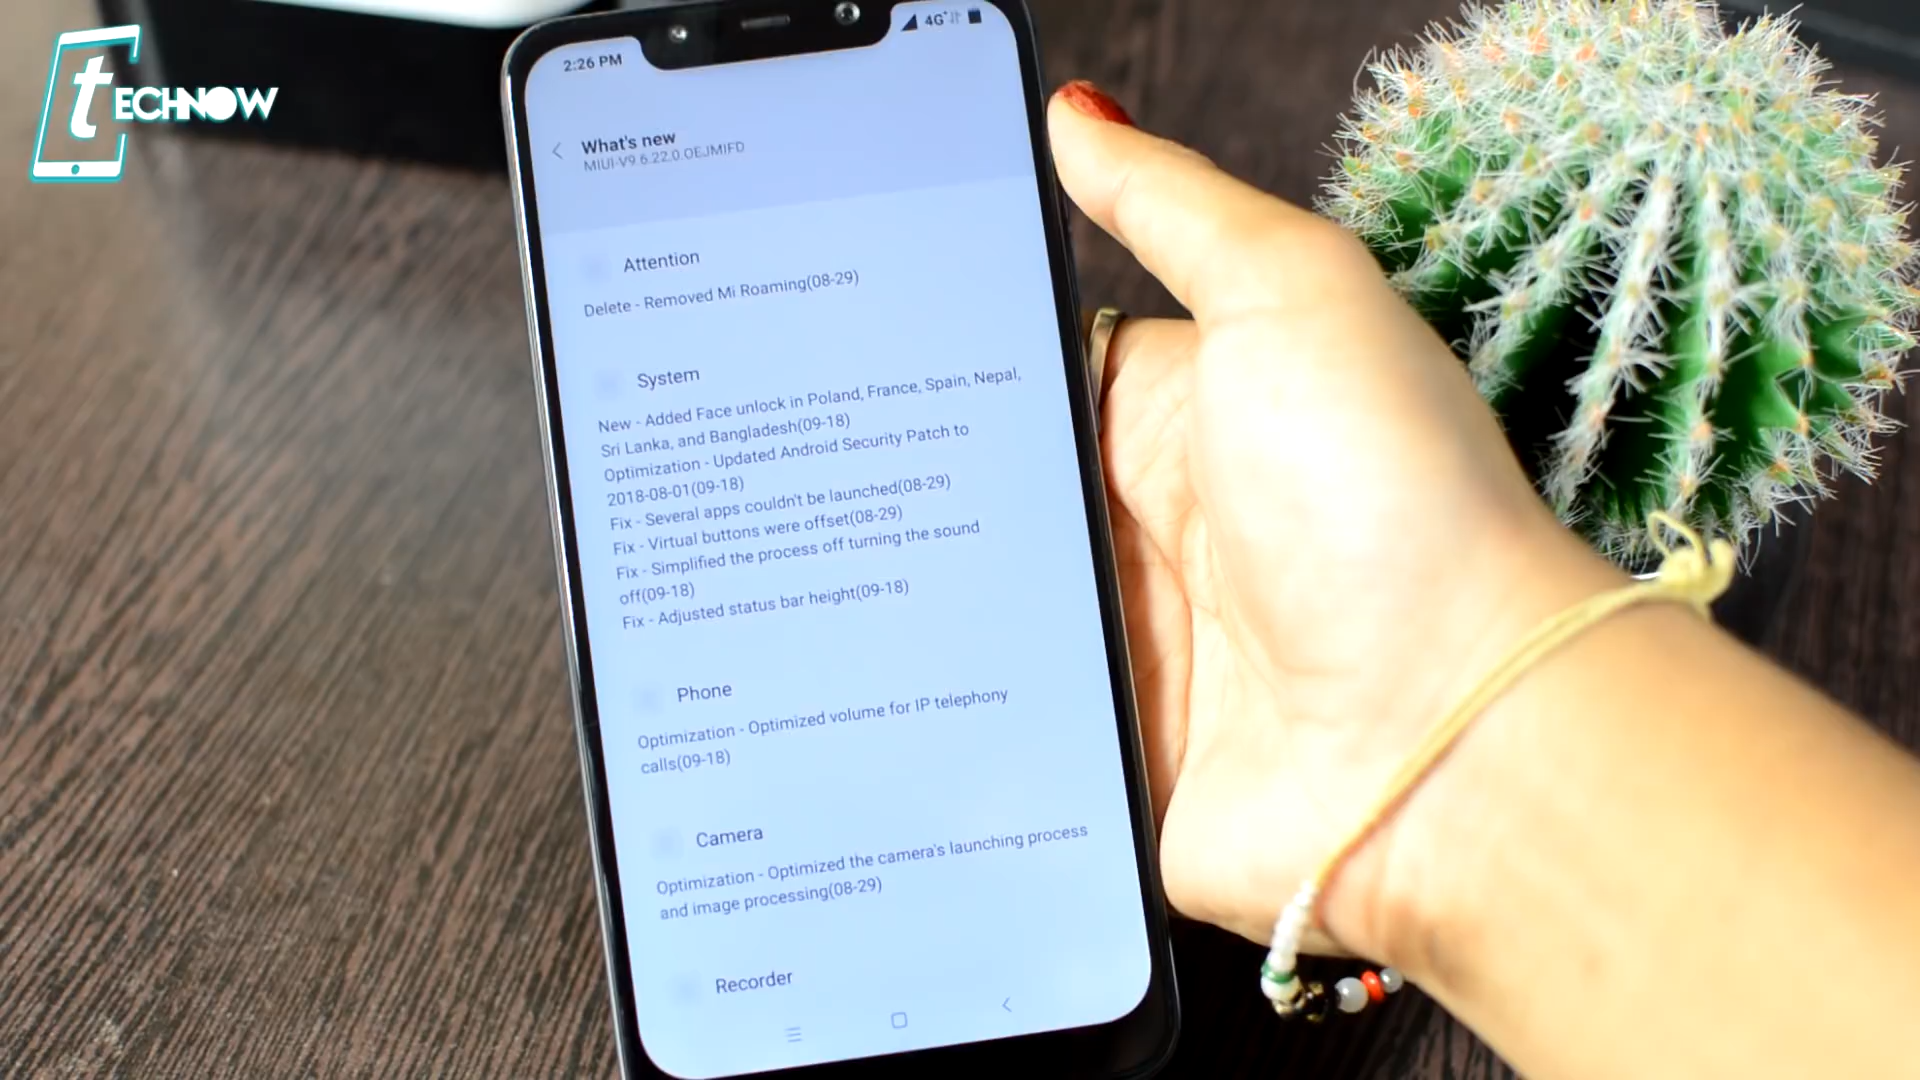 tECHNOW
2:26 PM
4G+
What's new
MIUI-V9.6.22.0.OEJMIFD
Attention
Delete - Removed Mi Roaming(08-29)
System
New - Added Face unlock in Poland, France, Spain, Nepal,
Sri Lanka, and Bangladesh(09-18)
Optimization - Updated Android Security Patch to
2018-08-01(09-18)
Fix - Several apps couldn't be launched(08-29)
Fix - Virtual buttons were offset(08-29)
Fix - Simplified the process off turning the sound
off(09-18)
Fix - Adjusted status bar height(09-18)
Phone
Optimization - Optimized volume for IP telephony
calls(09-18)
Camera
Optimization - Optimized the camera's launching process
and image processing(08-29)
Recorder